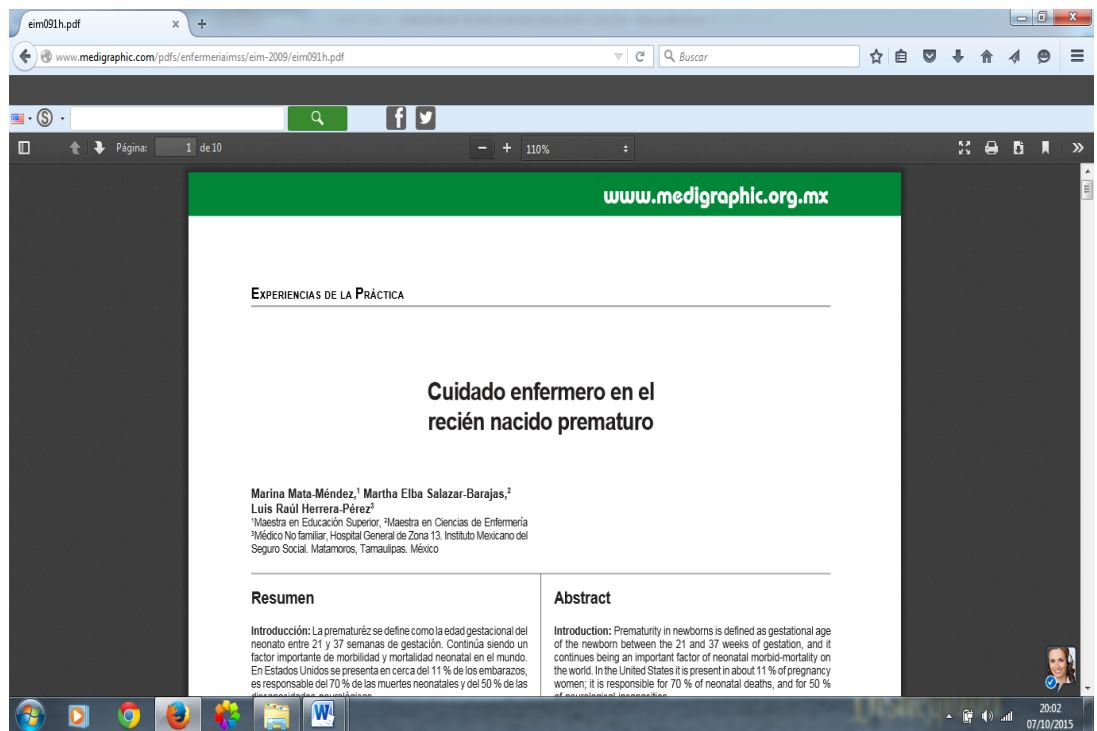 eim091h.pdf
www.medigraphic.com/pdfs/enfermeriaimss/eim-2009/eim091h.pdf
Buscar
Página: 1 de 10
110%
www.medigraphic.org.mx
EXPERIENCIAS DE LA PRÁCTICA
Cuidado enfermero en el
recién nacido prematuro
Marina Mata-Méndez,¹ Martha Elba Salazar-Barajas,²
Luis Raúl Herrera-Pérez³
¹Maestra en Educación Superior, ²Maestra en Ciencias de Enfermería
³Médico No familiar, Hospital General de Zona 13. Instituto Mexicano del
Seguro Social. Matamoros, Tamaulipas. México
Resumen
Introducción: La prematuréz se define como la edad gestacional del
neonato entre 21 y 37 semanas de gestación. Continúa siendo un
factor importante de morbilidad y mortalidad neonatal en el mundo.
En Estados Unidos se presenta en cerca del 11 % de los embarazos,
es responsable del 70 % de las muertes neonatales y del 50 % de las
Abstract
Introduction: Prematurity in newborns is defined as gestational age
of the newborn between the 21 and 37 weeks of gestation, and it
continues being an important factor of neonatal morbid-mortality on
the world. In the United States it is present in about 11 % of pregnancy
women; it is responsible for 70 % of neonatal deaths, and for 50 %
20:02
07/10/2015